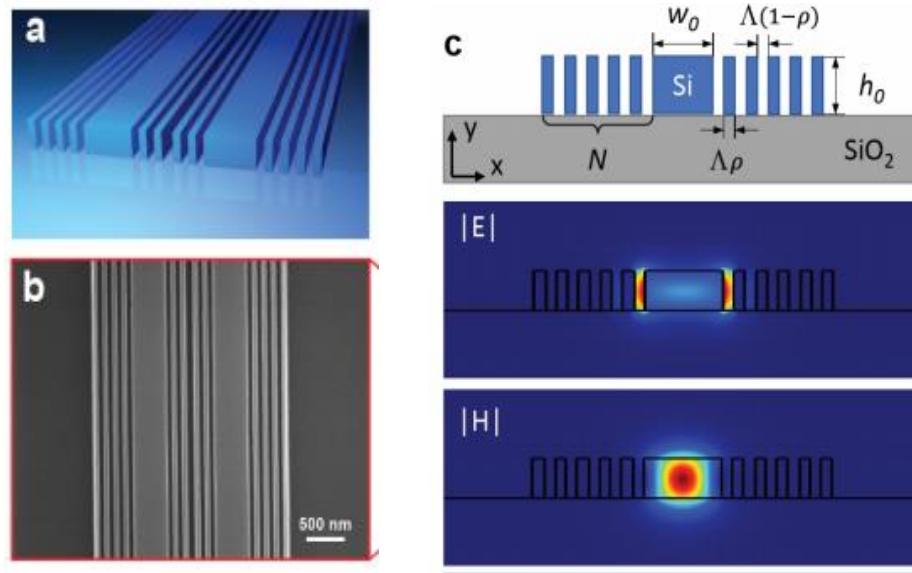 a
b
500 nm
c
w₀
Λ(1−ρ)
Si
h₀
y
x
N
Λρ
SiO₂
|E|
|H|